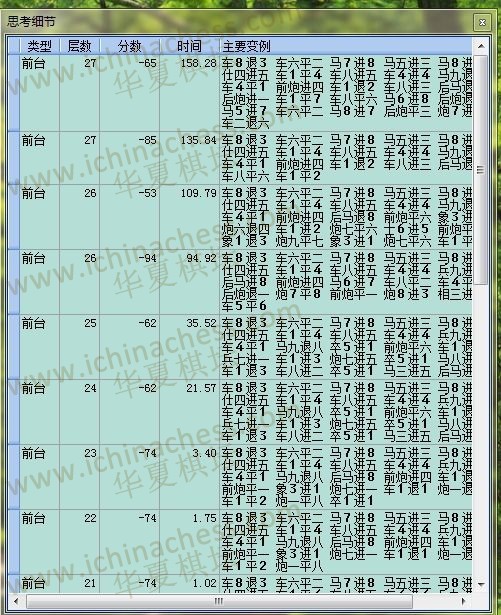 思考细节
类型 层数 分数 时间 主要变例
前台 27 -65 158.28 车8退3 车六平二 马7进8 马五进三 马8进
仕四进五 车1平4 车八进五 车4进4 马九退
车4平1 前炮进四 车1退2 车八进三 后马退
后炮进一 车1平7 车八平六 马6进8 后炮退
马5进7 车六平二 马8进7 后炮平三 炮7进
车二退六
前台 27 -85 135.84 车8退3 车六平二 马7进8 马五进三 马8进
仕四进五 车1平4 车八进五 车4进4 马九退
车4平1 前炮进四 车1退2 车八进三 后马退
车八平六 车1平2
前台 26 -53 109.79 车8退3 车六平二 马7进8 马五进三 马8进
仕四进五 车1平4 车八进五 车4进4 马九退
车4平1 前炮进四 后马退8 前炮平六 象3进
炮六退四 车1进2 炮七平六 士6进5 前炮平
象1退3 炮九平七 象3进1 炮七平六 车1平
前台 26 -94 94.92 车8退3 车六平二 马7进8 马五进三 马8进
仕四进五 车1平4 车八进五 车4进4 兵九进
后马进8 前炮进四 马6进7 车八平二 车4平
后炮退一 炮7平8 前炮平一 炮8进3 相三进
车5平6
前台 25 -62 35.52 车8退3 车六平二 马7进8 马五进三 马8进
仕四进五 车1平4 车八进五 车4进4 兵九进
车4平1 马九退八 卒5进1 前炮平六 车1退
兵七进一 车1进3 炮七进五 卒5进1 马八进
车1退3 车八进二 卒5进1 马三进五 后马进
前台 24 -62 21.57 车8退3 车六平二 马7进8 马五进三 马8进
仕四进五 车1平4 车八进五 车4进4 兵九进
车4平1 马九退八 卒5进1 前炮平六 车1退
兵七进一 车1进3 炮七进五 卒5进1 马八进
车1退3 车八进二 卒5进1 马三进五 后马进
前台 23 -74 3.40 车8退3 车六平二 马7进8 马五进三 马8进
仕四进五 车1平4 车八进五 车4进4 兵九进
车4平1 马九退八 后马进8 前炮进四 车1退
前炮平一 象3进1 炮七进一 车1退1 炮一退
车1平2 炮一平八 卒1进1
前台 22 -74 1.75 车8退3 车六平二 马7进8 马五进三 马8进
仕四进五 车1平4 车八进五 车4进4 兵九进
车4平1 马九退八 后马进8 前炮进四 车1退
前炮平一 象3进1 炮七进一 车1退1 炮一退
车1平2 炮一平八
前台 21 -74 1.02 车8退3 车六平二 马7进8 马五进三 马8进
仕四进五 车1平4 车八进五 车4进4 兵九进